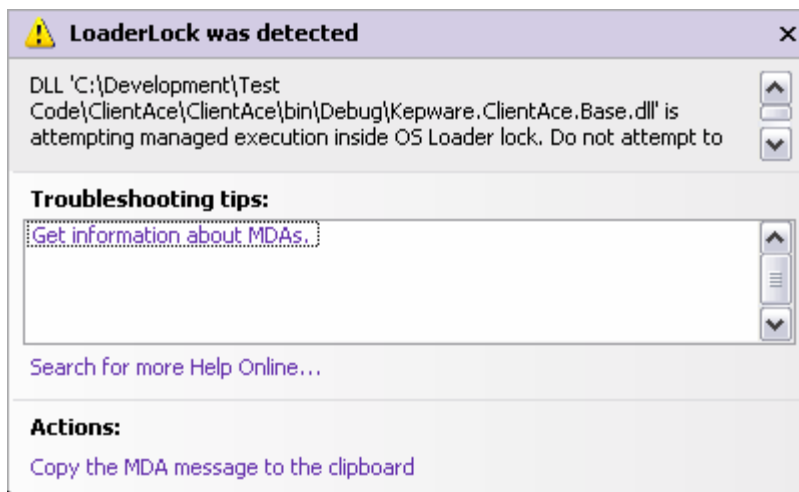 LoaderLock was detected
DLL 'C:\Development\Test
Code\ClientAce\ClientAce\bin\Debug\Kepware.ClientAce.Base.dll' is
attempting managed execution inside OS Loader lock. Do not attempt to
Troubleshooting tips:
Get information about MDAs.
Search for more Help Online...
Actions:
Copy the MDA message to the clipboard